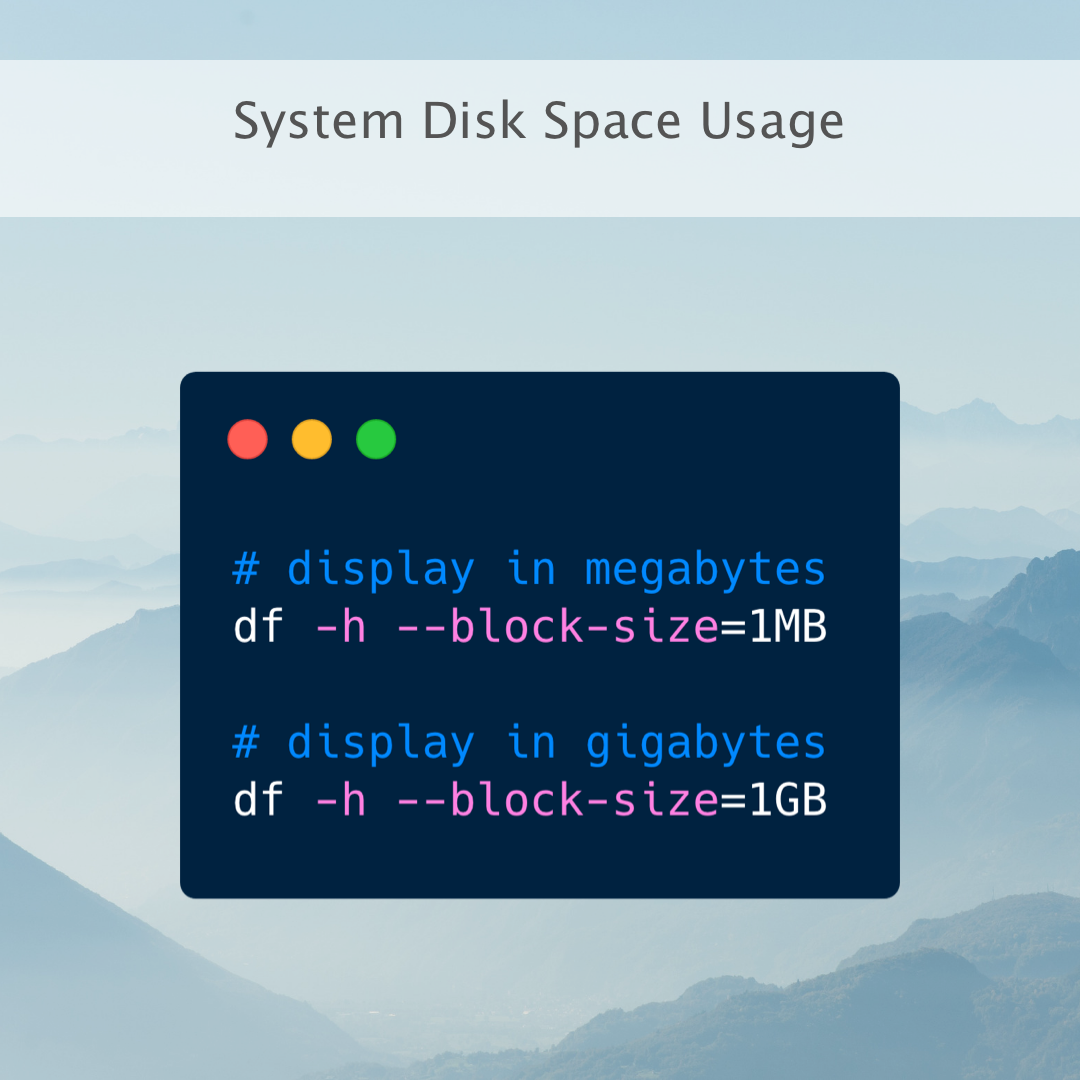 System Disk Space Usage
# display in megabytes
df -h --block-size=1MB
# display in gigabytes
df -h --block-size=1GB